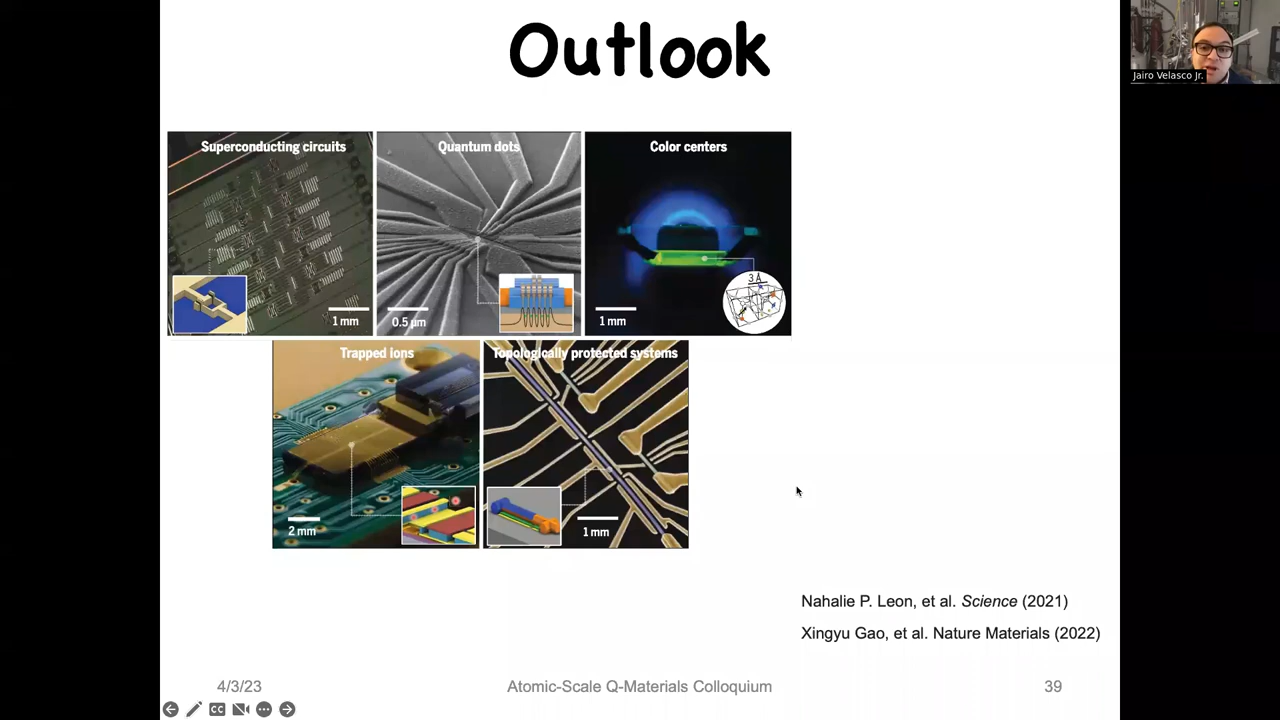 Outlook
Jairo Velasco Jr.
Superconducting circuits
Quantum dots
Color centers
3 Å
1 mm
0.5 µm
1 mm
Trapped ions
Topologically protected systems
2 mm
1 mm
Nahalie P. Leon, et al. Science (2021)
Xingyu Gao, et al. Nature Materials (2022)
4/3/23
Atomic-Scale Q-Materials Colloquium
39
CC